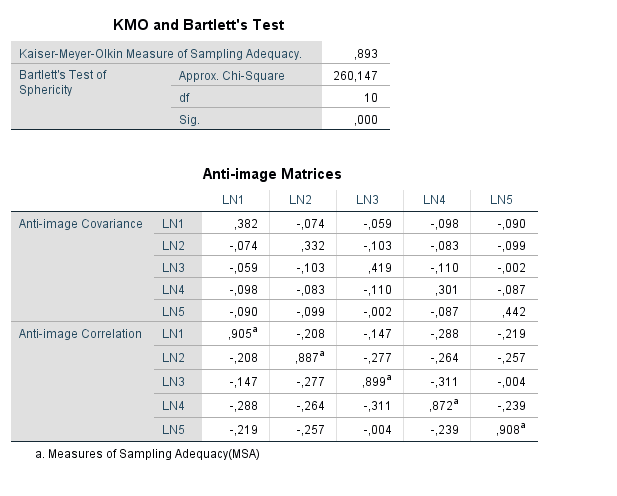 KMO and Bartlett's Test
Kaiser-Meyer-Olkin Measure of Sampling Adequacy. ,893
Bartlett's Test of Sphericity Approx. Chi-Square 260,147
df 10
Sig. ,000
Anti-image Matrices
LN1 LN2 LN3 LN4 LN5
Anti-image Covariance LN1 ,382 -,074 -,059 -,098 -,090
LN2 -,074 ,332 -,103 -,083 -,099
LN3 -,059 -,103 ,419 -,110 -,002
LN4 -,098 -,083 -,110 ,301 -,087
LN5 -,090 -,099 -,002 -,087 ,442
Anti-image Correlation LN1 ,905a -,208 -,147 -,288 -,219
LN2 -,208 ,887a -,277 -,264 -,257
LN3 -,147 -,277 ,899a -,311 -,004
LN4 -,288 -,264 -,311 ,872a -,239
LN5 -,219 -,257 -,004 -,239 ,908a
a. Measures of Sampling Adequacy(MSA)